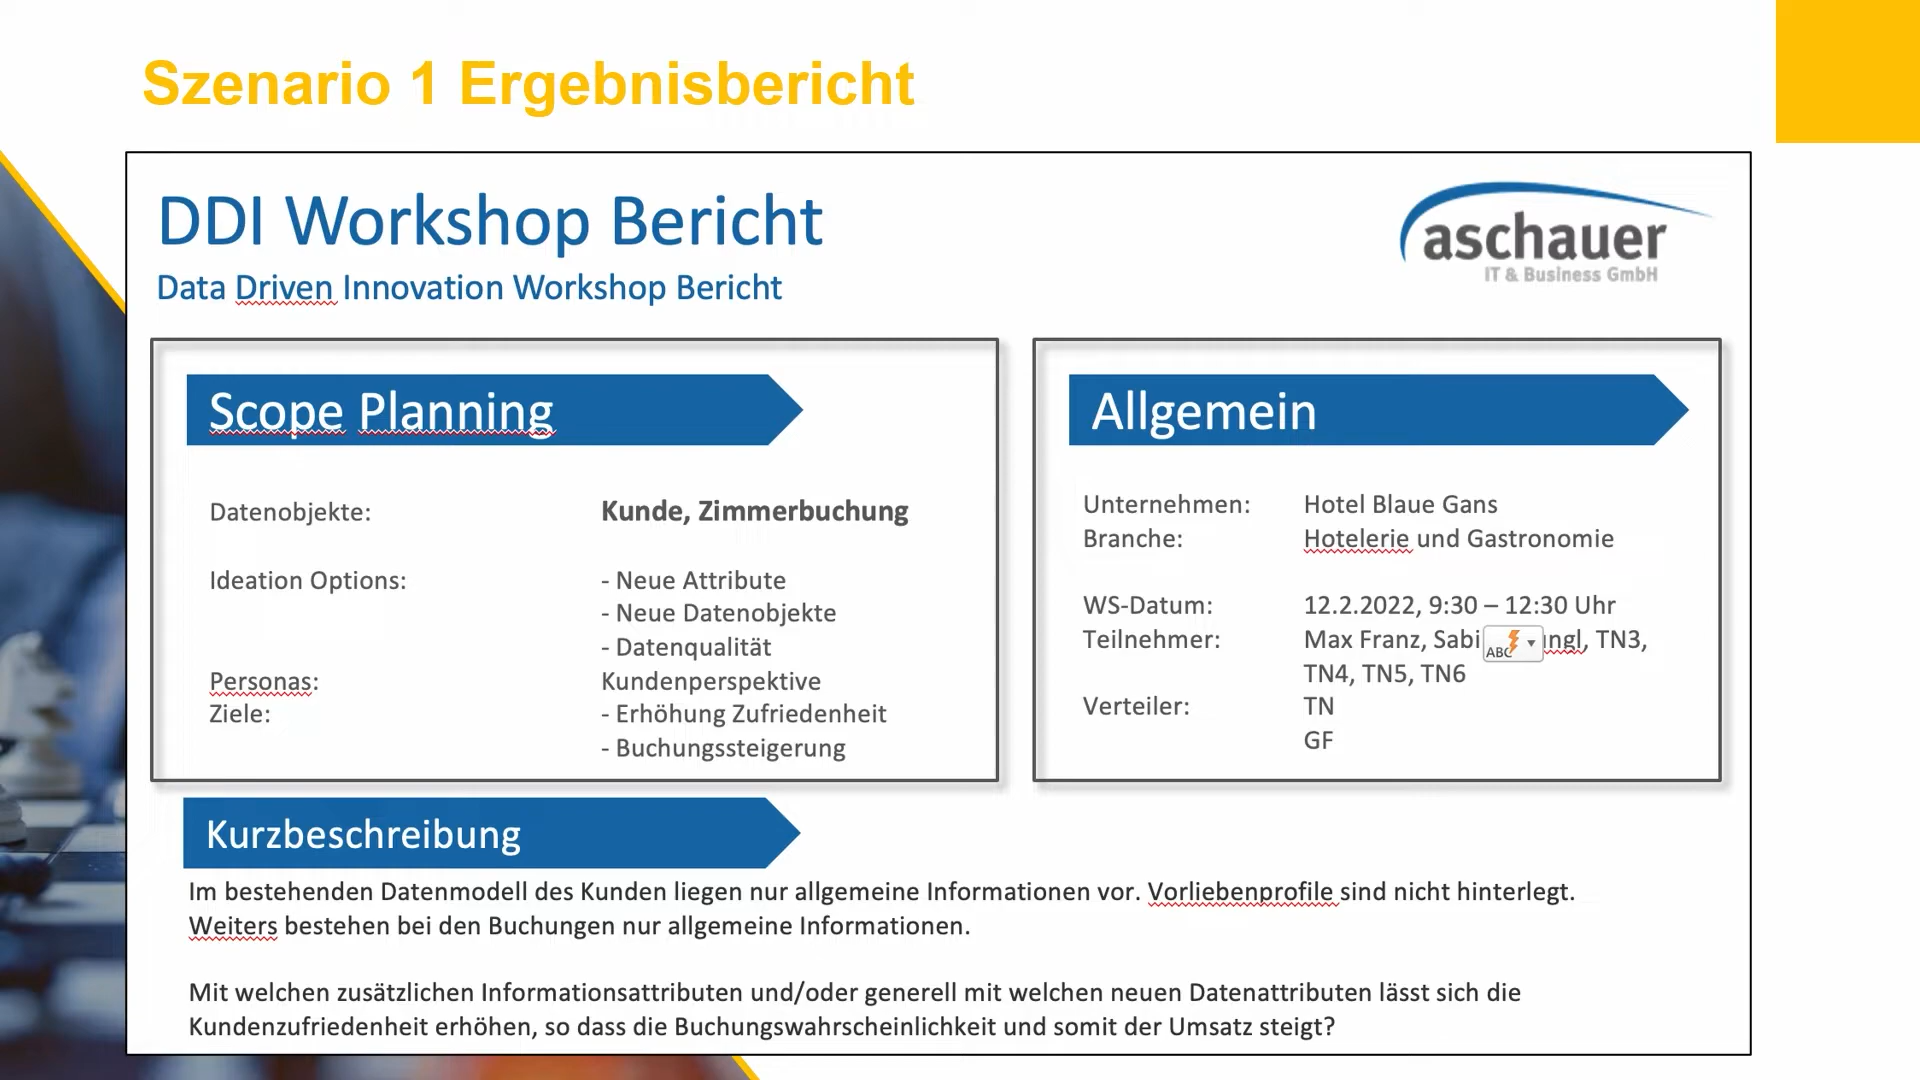 Szenario 1 Ergebnisbericht
DDI Workshop Bericht
Data Driven Innovation Workshop Bericht
aschauer
IT & Business GmbH
Scope Planning
Datenobjekte: Kunde, Zimmerbuchung
Ideation Options: - Neue Attribute
- Neue Datenobjekte
- Datenqualität
Personas: Kundenperspektive
Ziele: - Erhöhung Zufriedenheit
- Buchungssteigerung
Allgemein
Unternehmen: Hotel Blaue Gans
Branche: Hotelerie und Gastronomie
WS-Datum: 12.2.2022, 9:30 – 12:30 Uhr
Teilnehmer: Max Franz, TN3,
TN4, TN5, TN6
Verteiler: TN
GF
Kurzbeschreibung
Im bestehenden Datenmodell des Kunden liegen nur allgemeine Informationen vor. Vorliebenprofile sind nicht hinterlegt.
Weiters bestehen bei den Buchungen nur allgemeine Informationen.
Mit welchen zusätzlichen Informationsattributen und/oder generell mit welchen neuen Datenattributen lässt sich die
Kundenzufriedenheit erhöhen, so dass die Buchungswahrscheinlichkeit und somit der Umsatz steigt?